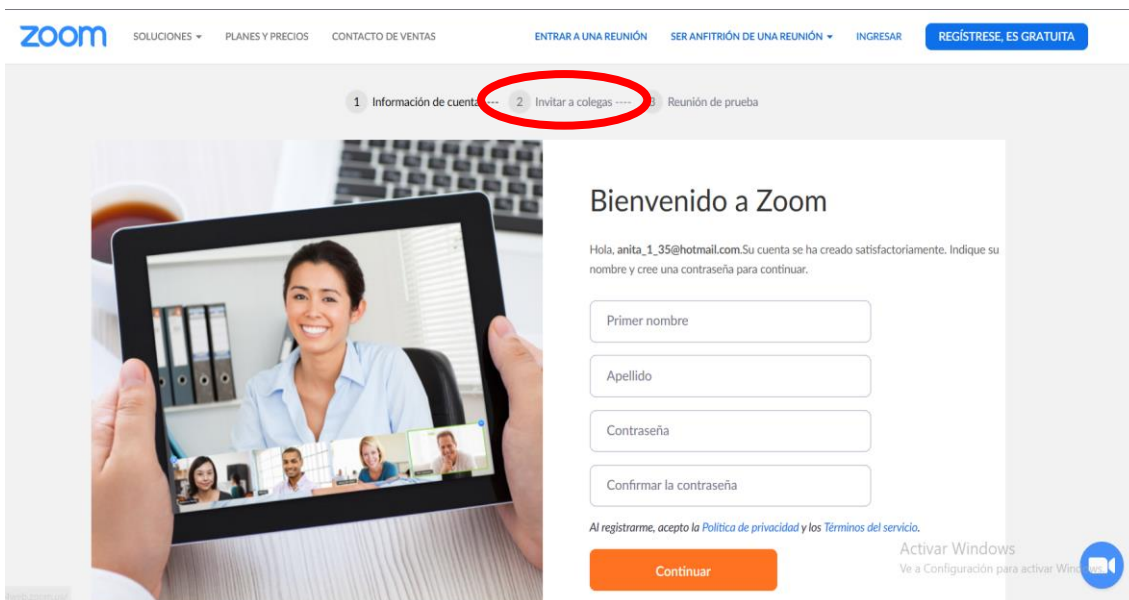 zoom SOLUCIONES PLANES Y PRECIOS CONTACTO DE VENTAS ENTRAR A UNA REUNIÓN SER ANFITRIÓN DE UNA REUNIÓN INGRESAR REGÍSTRESE, ES GRATUITA
1 Información de cuenta --- 2 Invitar a colegas ---- 3 Reunión de prueba
Bienvenido a Zoom
Hola, anita_1_35@hotmail.com.Su cuenta se ha creado satisfactoriamente. Indique su
nombre y cree una contraseña para continuar.
Primer nombre
Apellido
Contraseña
Confirmar la contraseña
Al registrarme, acepto la Política de privacidad y los Términos del servicio.
Continuar
Activar Windows
Ve a Configuración para activar Windows.